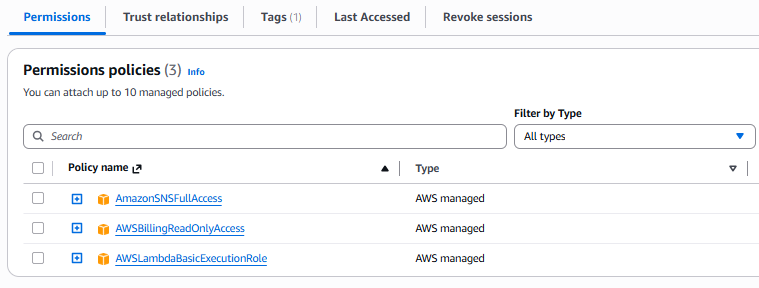 Permissions Trust relationships Tags (1) Last Accessed Revoke sessions
Permissions policies (3) Info
You can attach up to 10 managed policies.
Filter by Type
Search All types
Policy name Type
AmazonSNSFullAccess AWS managed
AWSBillingReadOnlyAccess AWS managed
AWSLambdaBasicExecutionRole AWS managed